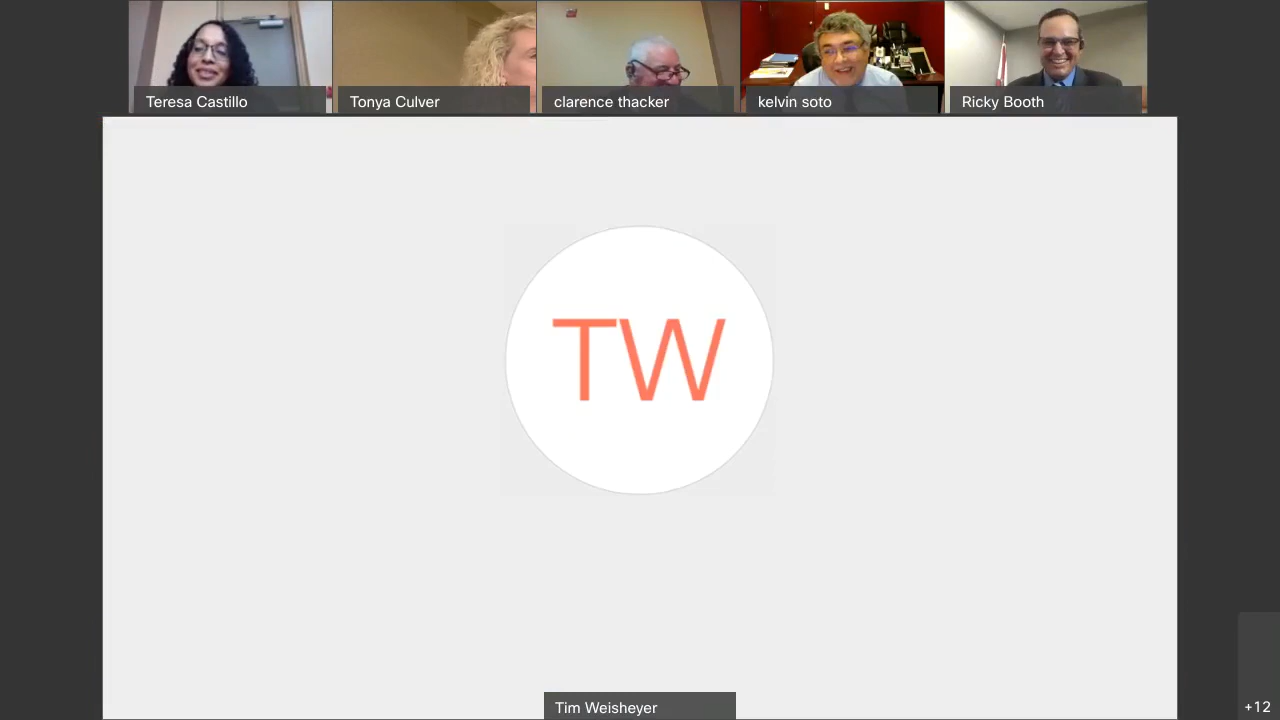 Teresa Castillo
Tonya Culver
clarence thacker
kelvin soto
Ricky Booth
TW
Tim Weisheyer
+12